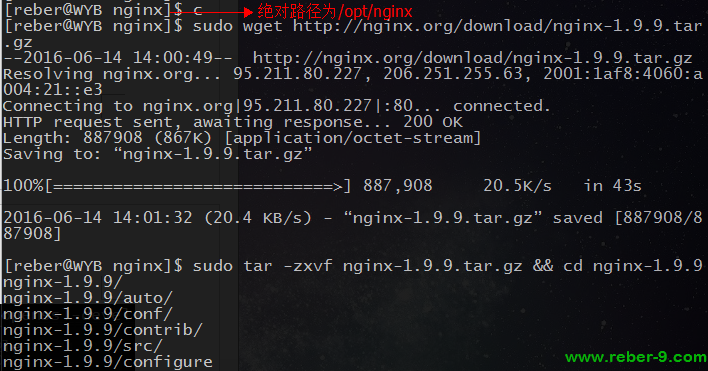 [reber@WYB nginx]$ c 绝对路径为/opt/nginx
[reber@WYB nginx]$ sudo wget http://nginx.org/download/nginx-1.9.9.tar
.gz
--2016-06-14 14:00:49-- http://nginx.org/download/nginx-1.9.9.tar.gz
Resolving nginx.org... 95.211.80.227, 206.251.255.63, 2001:1af8:4060:a
004:21::e3
Connecting to nginx.org|95.211.80.227|:80... connected.
HTTP request sent, awaiting response... 200 OK
Length: 887908 (867K) [application/octet-stream]
Saving to: “nginx-1.9.9.tar.gz”
100%[============================>] 887,908 20.5K/s in 43s
2016-06-14 14:01:32 (20.4 KB/s) - “nginx-1.9.9.tar.gz” saved [887908/8
87908]
[reber@WYB nginx]$ sudo tar -zxvf nginx-1.9.9.tar.gz && cd nginx-1.9.9
nginx-1.9.9/
nginx-1.9.9/auto/
nginx-1.9.9/conf/
nginx-1.9.9/contrib/
nginx-1.9.9/src/
nginx-1.9.9/configure
www.reber-9.com